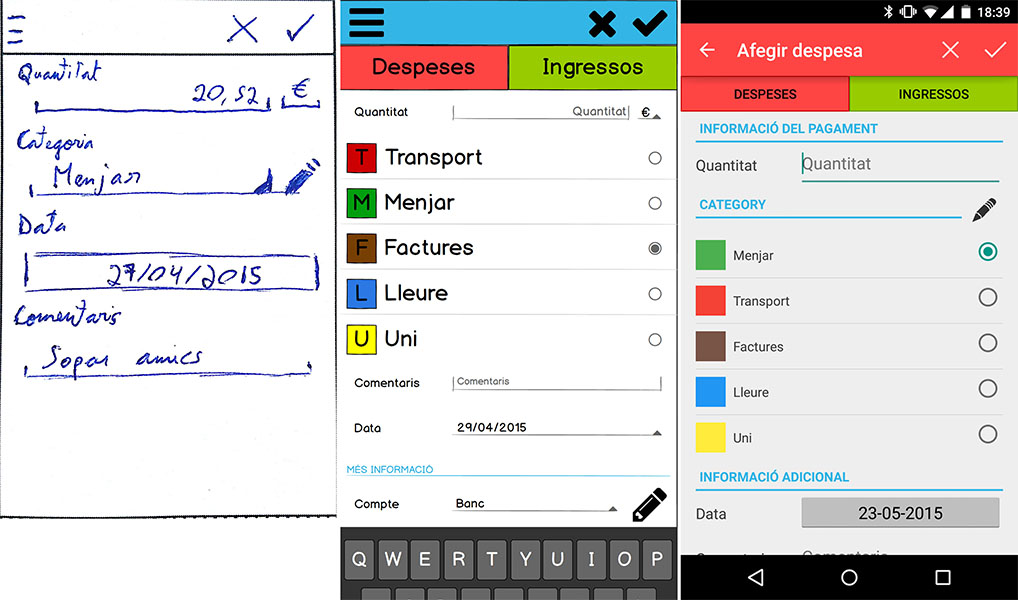 Quantitat
20,52 €
Categoria
Menjar
Data
27/04/2015
Comentaris
Sopar amics
Despeses Ingressos
Quantitat Quantitat €
T Transport
M Menjar
F Factures
L Lleure
U Uni
Comentaris Comentaris
Data 29/04/2015
MÉS INFORMACIÓ
Compte Banc
Q W E R T Y U I O P
18:39
Afegir despesa
DESPESES INGRESSOS
INFORMACIÓ DEL PAGAMENT
Quantitat Quantitat
CATEGORY
Menjar
Transport
Factures
Lleure
Uni
INFORMACIÓ ADICIONAL
Data 23-05-2015